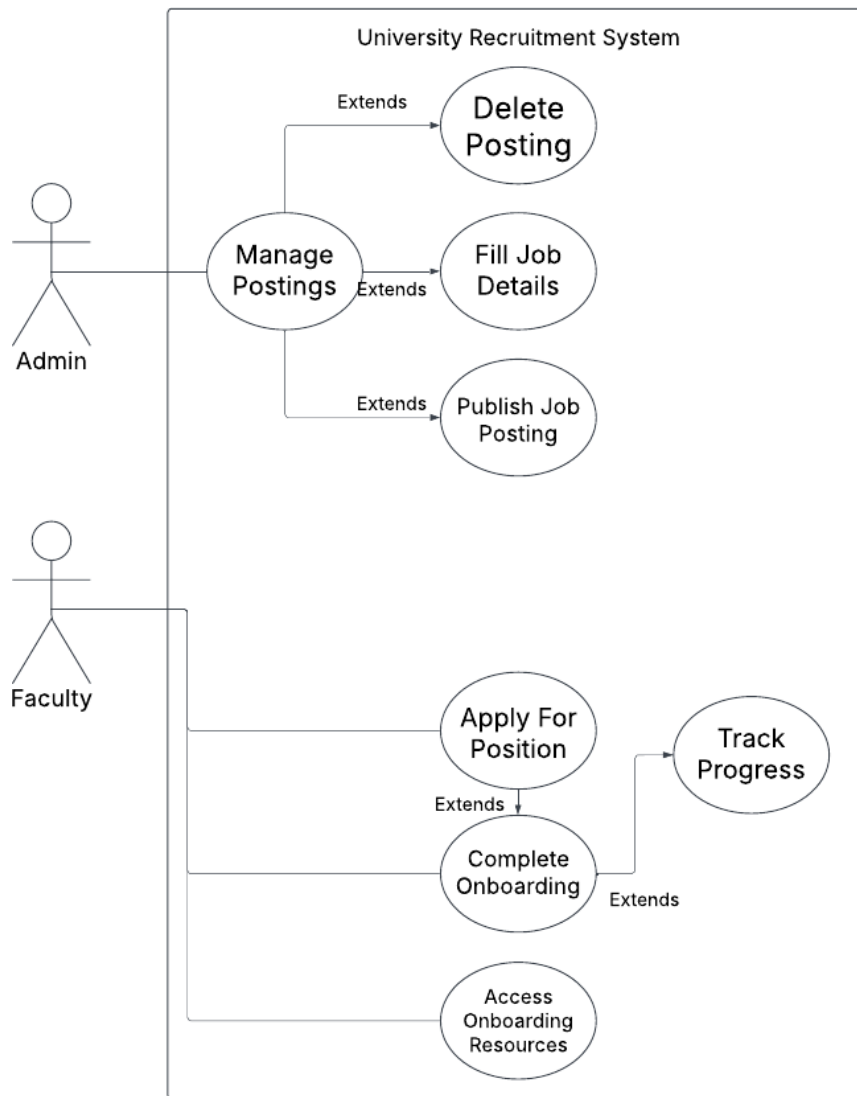 University Recruitment System
Extends
Delete
Posting
Manage
Postings
Extends
Fill Job
Details
Admin
Extends
Publish Job
Posting
Faculty
Apply For
Position
Track
Progress
Extends
Complete
Onboarding
Extends
Access
Onboarding
Resources